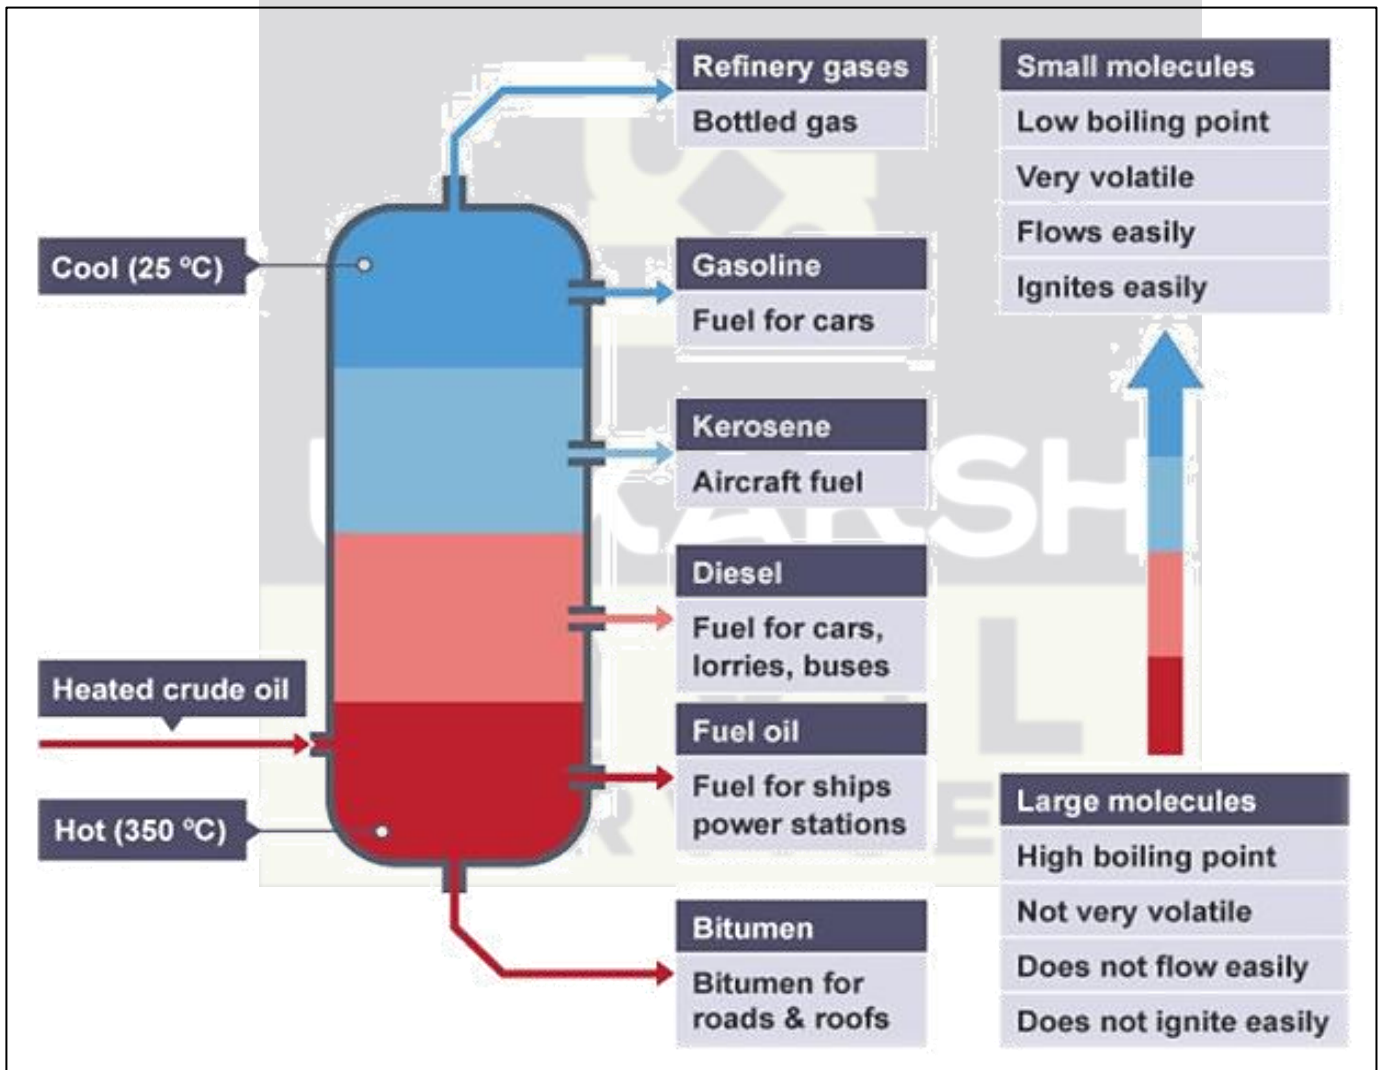 Refinery gases
Bottled gas
Cool (25 ºC)
Gasoline
Fuel for cars
Kerosene
Aircraft fuel
Diesel
Fuel for cars,
lorries, buses
Heated crude oil
Fuel oil
Fuel for ships
power stations
Hot (350 ºC)
Bitumen
Bitumen for
roads & roofs
Small molecules
Low boiling point
Very volatile
Flows easily
Ignites easily
Large molecules
High boiling point
Not very volatile
Does not flow easily
Does not ignite easily